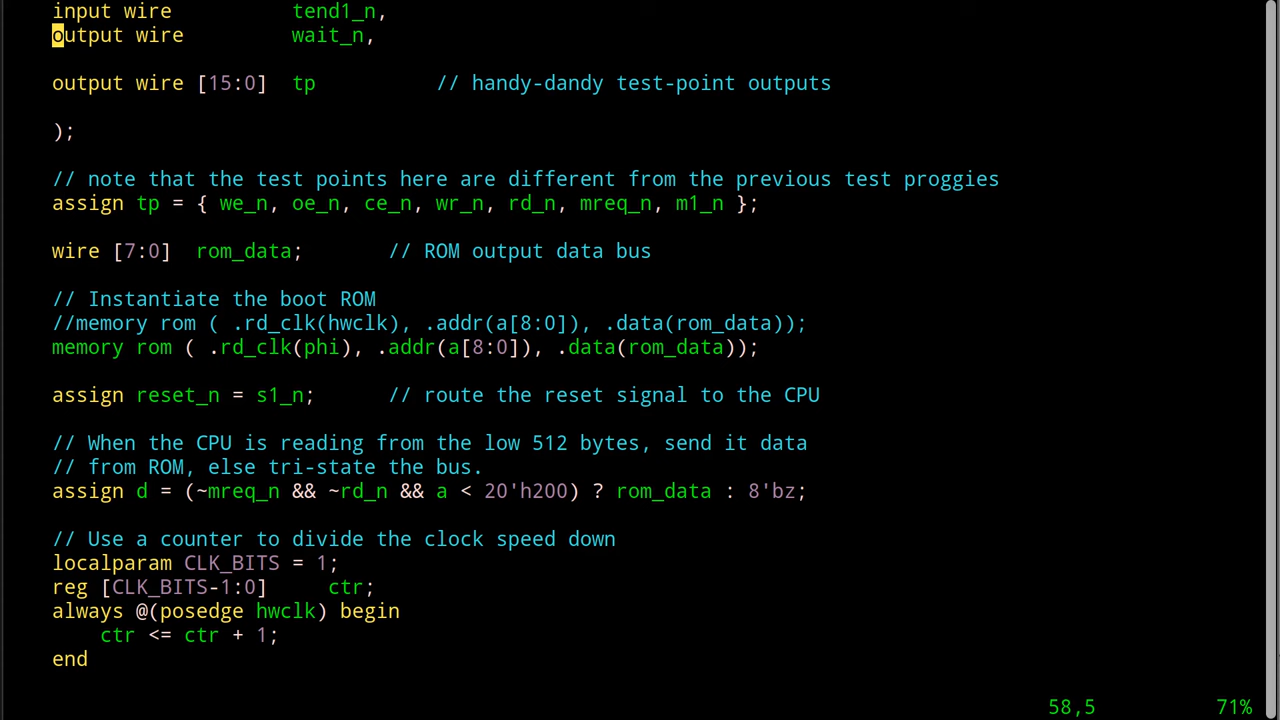 input wire tend1_n,
output wire wait_n,
output wire [15:0] tp // handy-dandy test-point outputs
);
// note that the test points here are different from the previous test proggies
assign tp = { we_n, oe_n, ce_n, wr_n, rd_n, mreq_n, m1_n };
wire [7:0] rom_data; // ROM output data bus
// Instantiate the boot ROM
//memory rom ( .rd_clk(hwclk), .addr(a[8:0]), .data(rom_data));
memory rom ( .rd_clk(phi), .addr(a[8:0]), .data(rom_data));
assign reset_n = s1_n; // route the reset signal to the CPU
// When the CPU is reading from the low 512 bytes, send it data
// from ROM, else tri-state the bus.
assign d = (~mreq_n && ~rd_n && a < 20'h200) ? rom_data : 8'bz;
// Use a counter to divide the clock speed down
localparam CLK_BITS = 1;
reg [CLK_BITS-1:0] ctr;
always @(posedge hwclk) begin
ctr <= ctr + 1;
end
58,5 71%